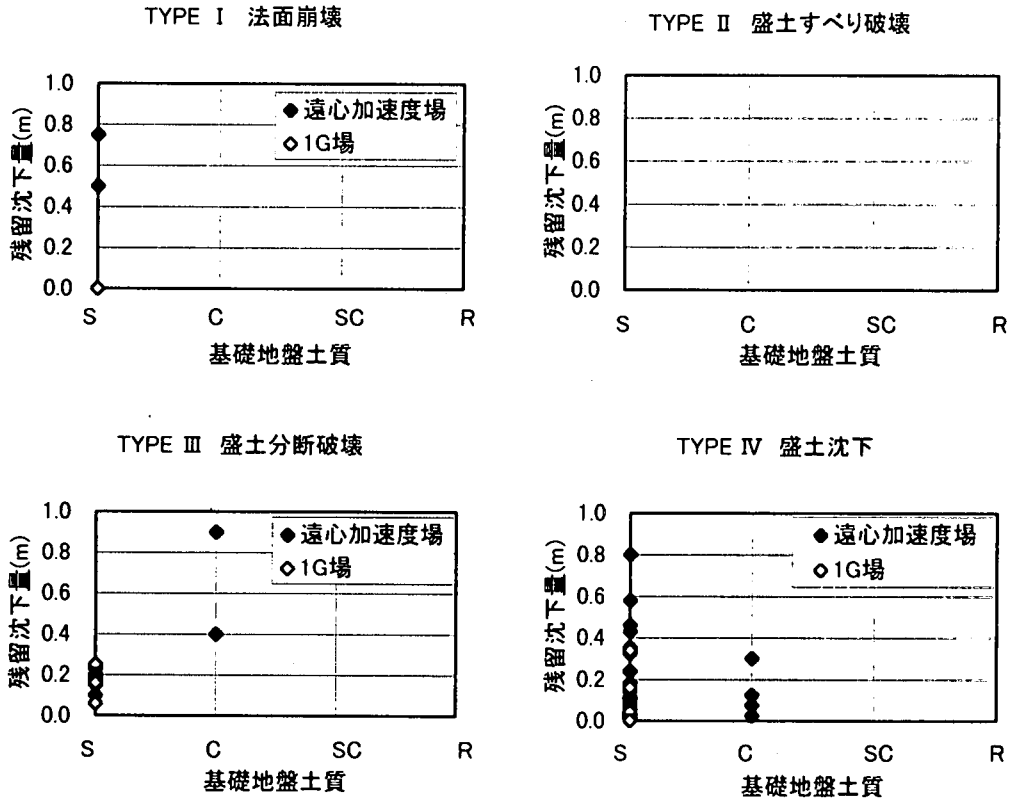 TYPE Ⅰ 法面崩壊
残留沈下量(m)
1.0
0.8
0.6
0.4
0.2
0.0
遠心加速度場
1G場
S C SC R
基礎地盤土質
TYPE Ⅱ 盛土すべり破壊
残留沈下量(m)
1.0
0.8
0.6
0.4
0.2
0.0
S C SC R
基礎地盤土質
TYPE Ⅲ 盛土分断破壊
残留沈下量(m)
1.0
0.8
0.6
0.4
0.2
0.0
遠心加速度場
1G場
S C SC R
基礎地盤土質
TYPE Ⅳ 盛土沈下
残留沈下量(m)
1.0
0.8
0.6
0.4
0.2
0.0
遠心加速度場
1G場
S C SC R
基礎地盤土質